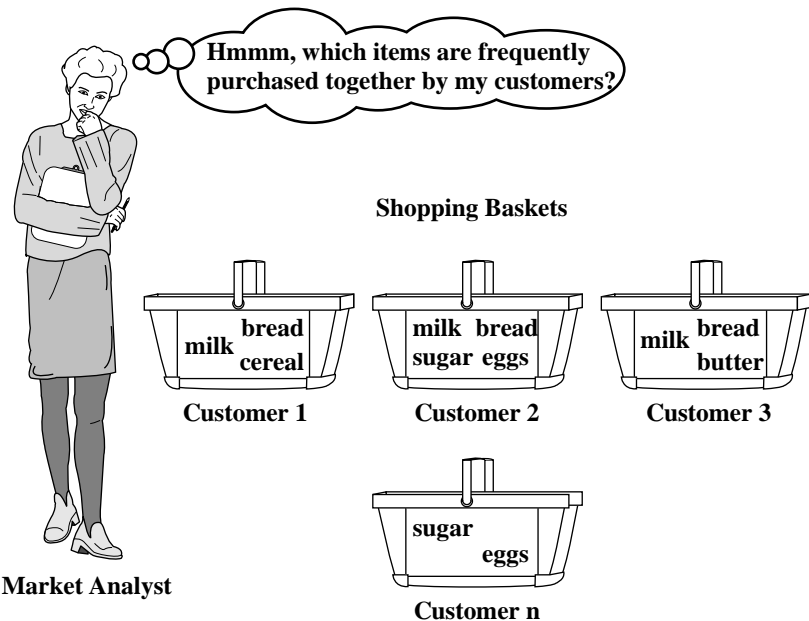 Hmmm, which items are frequently
purchased together by my customers?
Shopping Baskets
milk bread
cereal
Customer 1
milk bread
sugar eggs
Customer 2
milk bread
butter
Customer 3
sugar
eggs
Customer n
Market Analyst